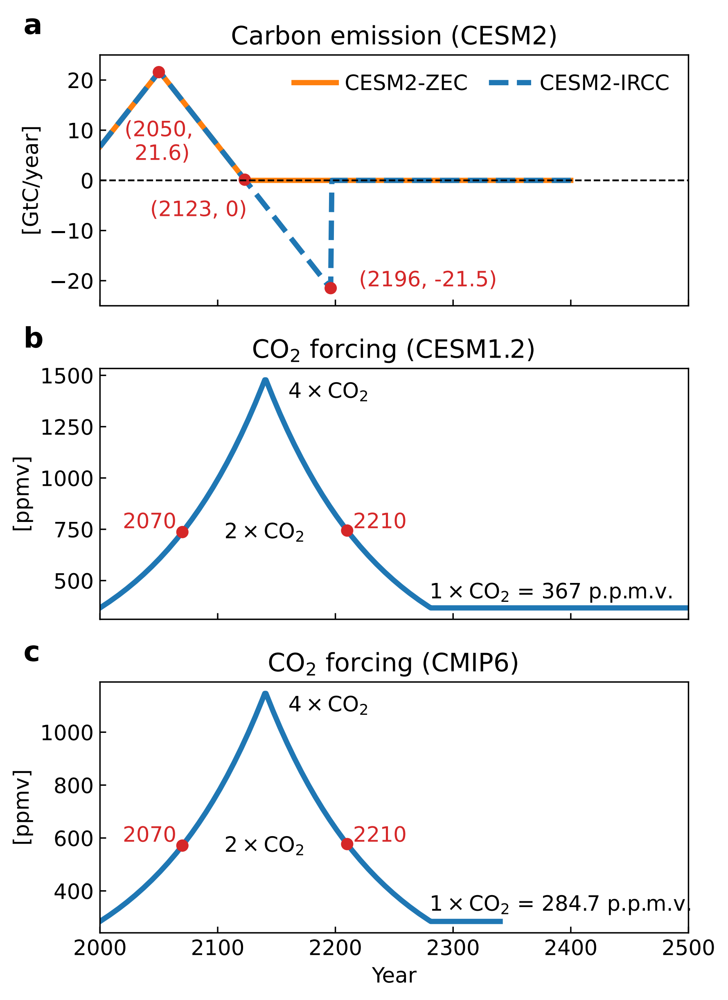 a
Carbon emission (CESM2)
[GtC/year]
20
10
0
−10
−20
CESM2-ZEC
CESM2-IRCC
(2050,
21.6)
(2123, 0)
(2196, -21.5)
b
CO₂ forcing (CESM1.2)
[ppmv]
1500
1250
1000
750
500
4 × CO₂
2070
2 × CO₂
2210
1 × CO₂ = 367 p.p.m.v.
c
CO₂ forcing (CMIP6)
[ppmv]
1000
800
600
400
4 × CO₂
2070
2 × CO₂
2210
1 × CO₂ = 284.7 p.p.m.v.
2000 2100 2200 2300 2400 2500
Year